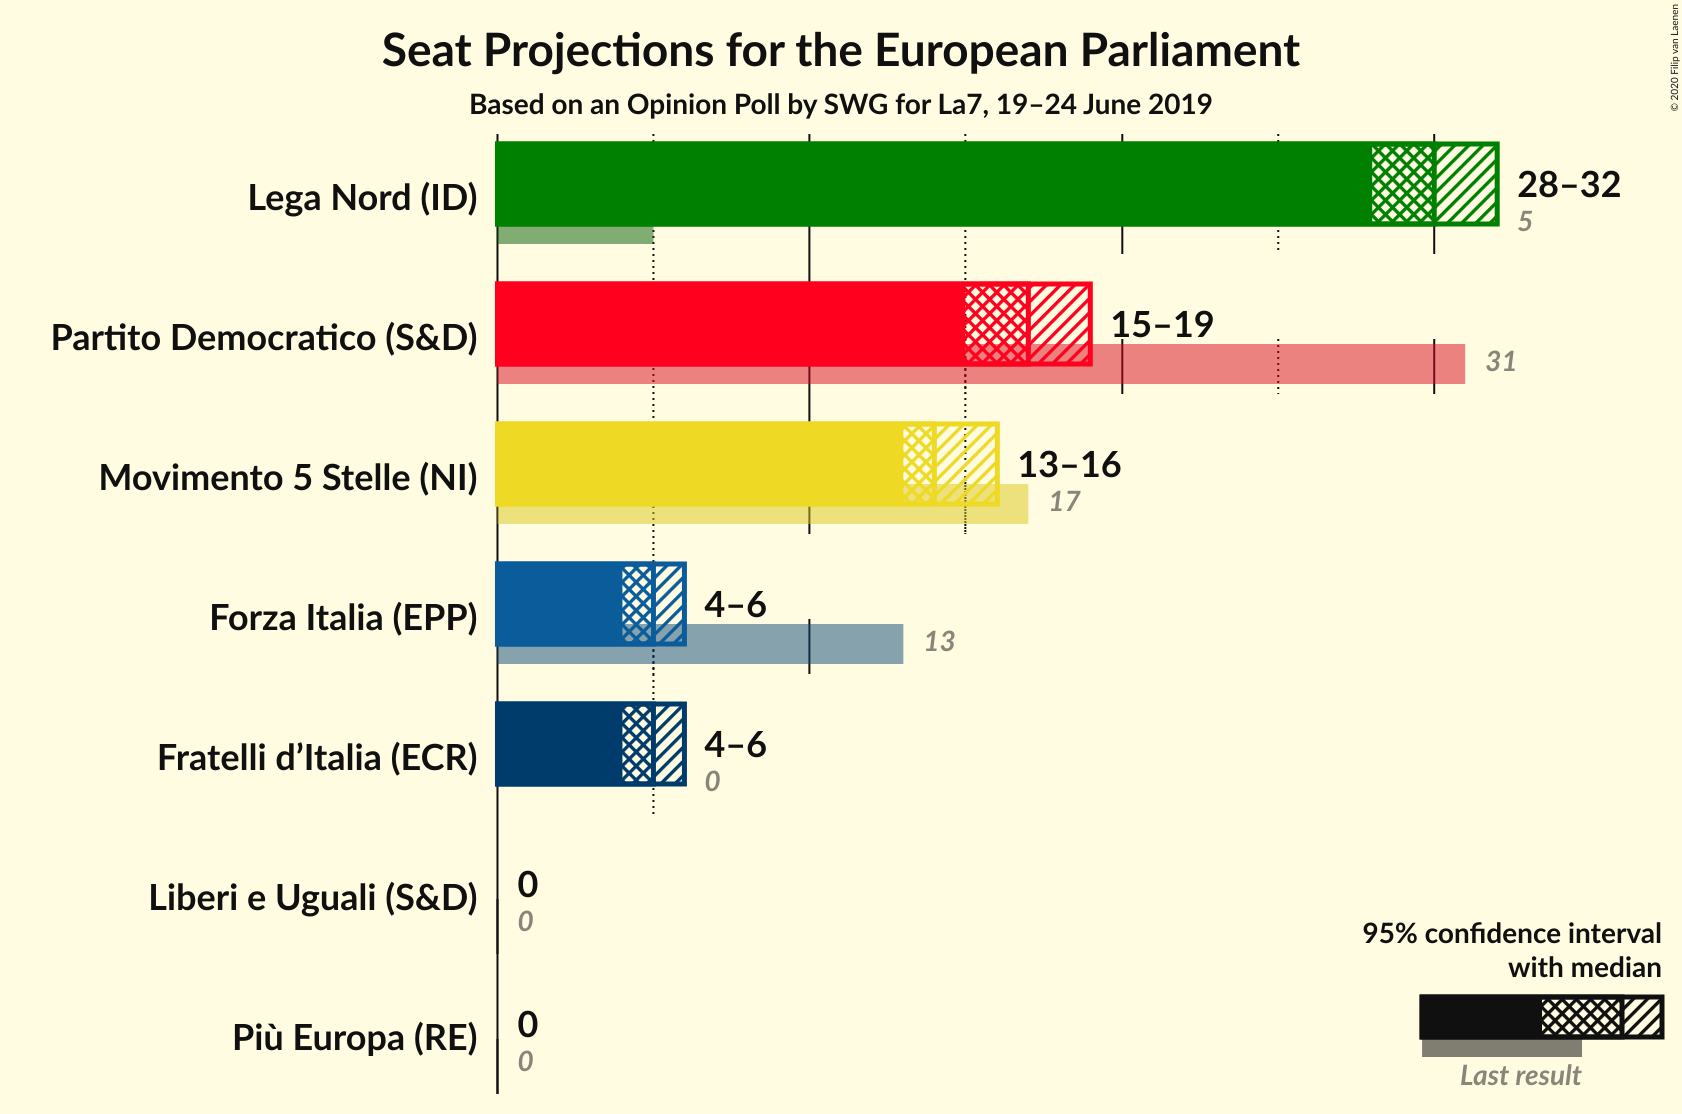 Seat Projections for the European Parliament
Based on an Opinion Poll by SWG for La7, 19–24 June 2019
© 2020 Filip van Laenen
Lega Nord (ID)
28–32
5
Partito Democratico (S&D)
15–19
31
Movimento 5 Stelle (NI)
13–16
17
Forza Italia (EPP)
4–6
13
Fratelli d’Italia (ECR)
4–6
0
Liberi e Uguali (S&D)
0
0
Più Europa (RE)
0
0
95% confidence interval
with median
Last result